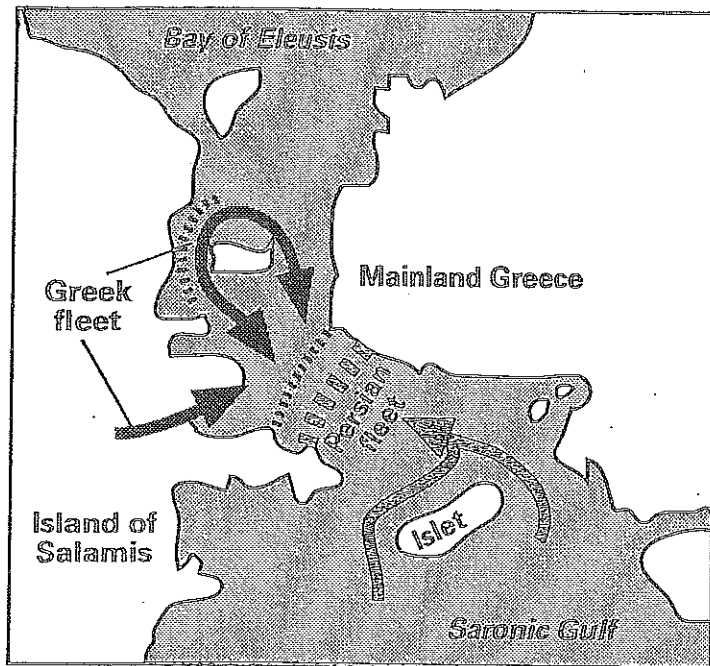 Bay of Eleusis
Mainland Greece
Greek
fleet
Persian
fleet
Island of
Salamis
Islet
Saronic Gulf